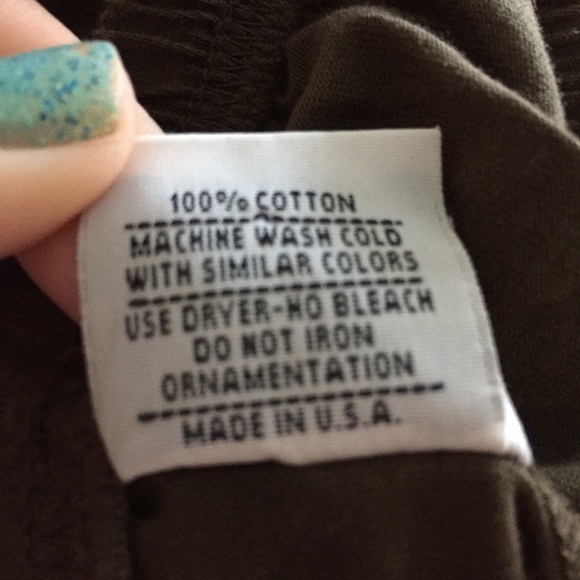 100% COTTON
MACHINE WASH COLD
WITH SIMILAR COLORS
USE DRYER-NO BLEACH
DO NOT IRON
ORNAMENTATION
MADE IN U.S.A.